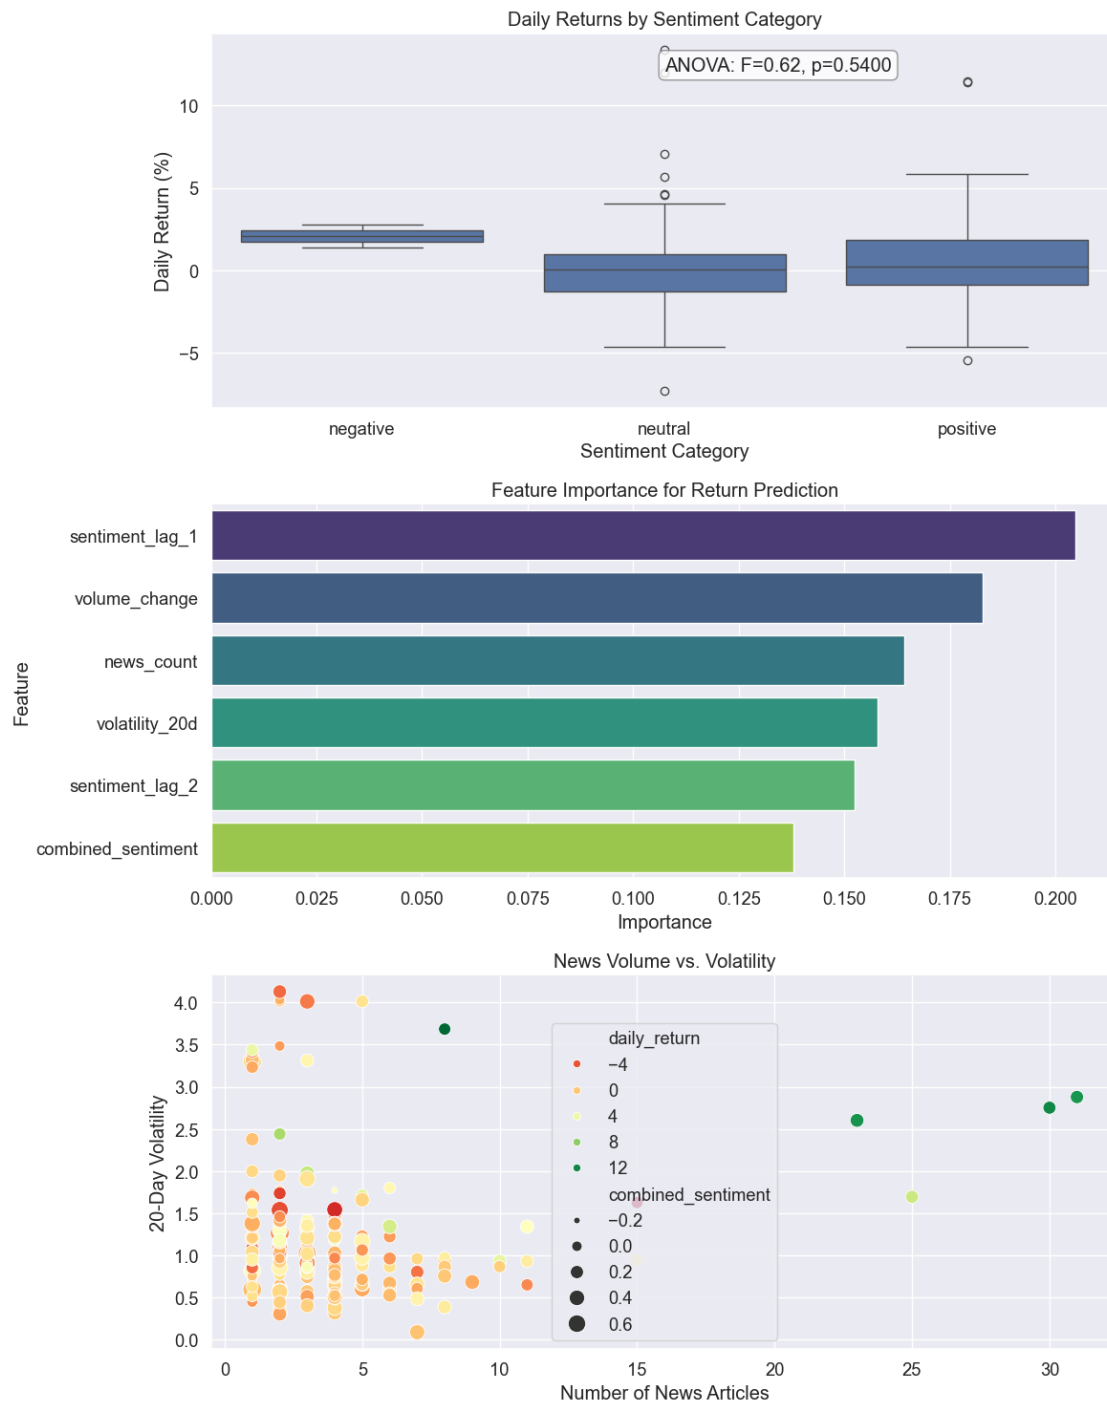 Daily Returns by Sentiment Category
ANOVA: F=0.62, p=0.5400
10
5
0
−5
Daily Return (%)
negative neutral positive
Sentiment Category
Feature Importance for Return Prediction
sentiment_lag_1
volume_change
news_count
volatility_20d
sentiment_lag_2
combined_sentiment
Feature
0.000 0.025 0.050 0.075 0.100 0.125 0.150 0.175 0.200
Importance
News Volume vs. Volatility
4.0
3.5
3.0
2.5
2.0
1.5
1.0
0.5
0.0
20-Day Volatility
daily_return
−4
0
4
8
12
combined_sentiment
−0.2
0.0
0.2
0.4
0.6
0 5 10 15 20 25 30
Number of News Articles